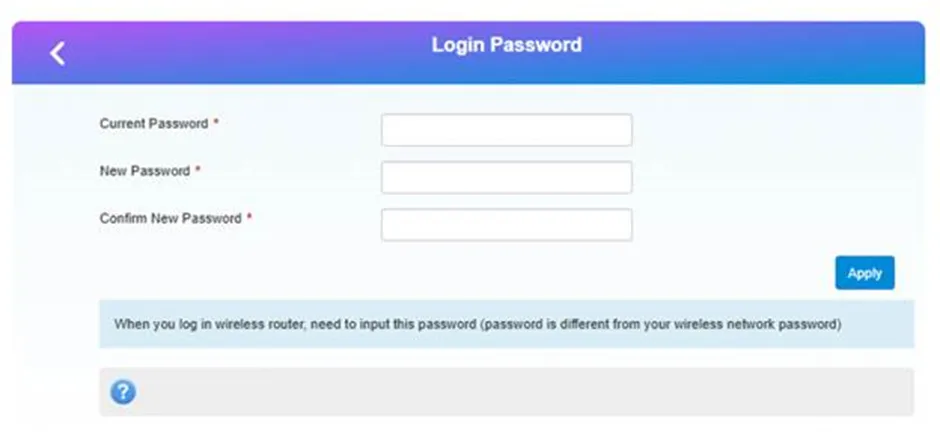 Login Password
Current Password *
New Password *
Confirm New Password *
Apply
When you log in wireless router, need to input this password (password is different from your wireless network password)
?